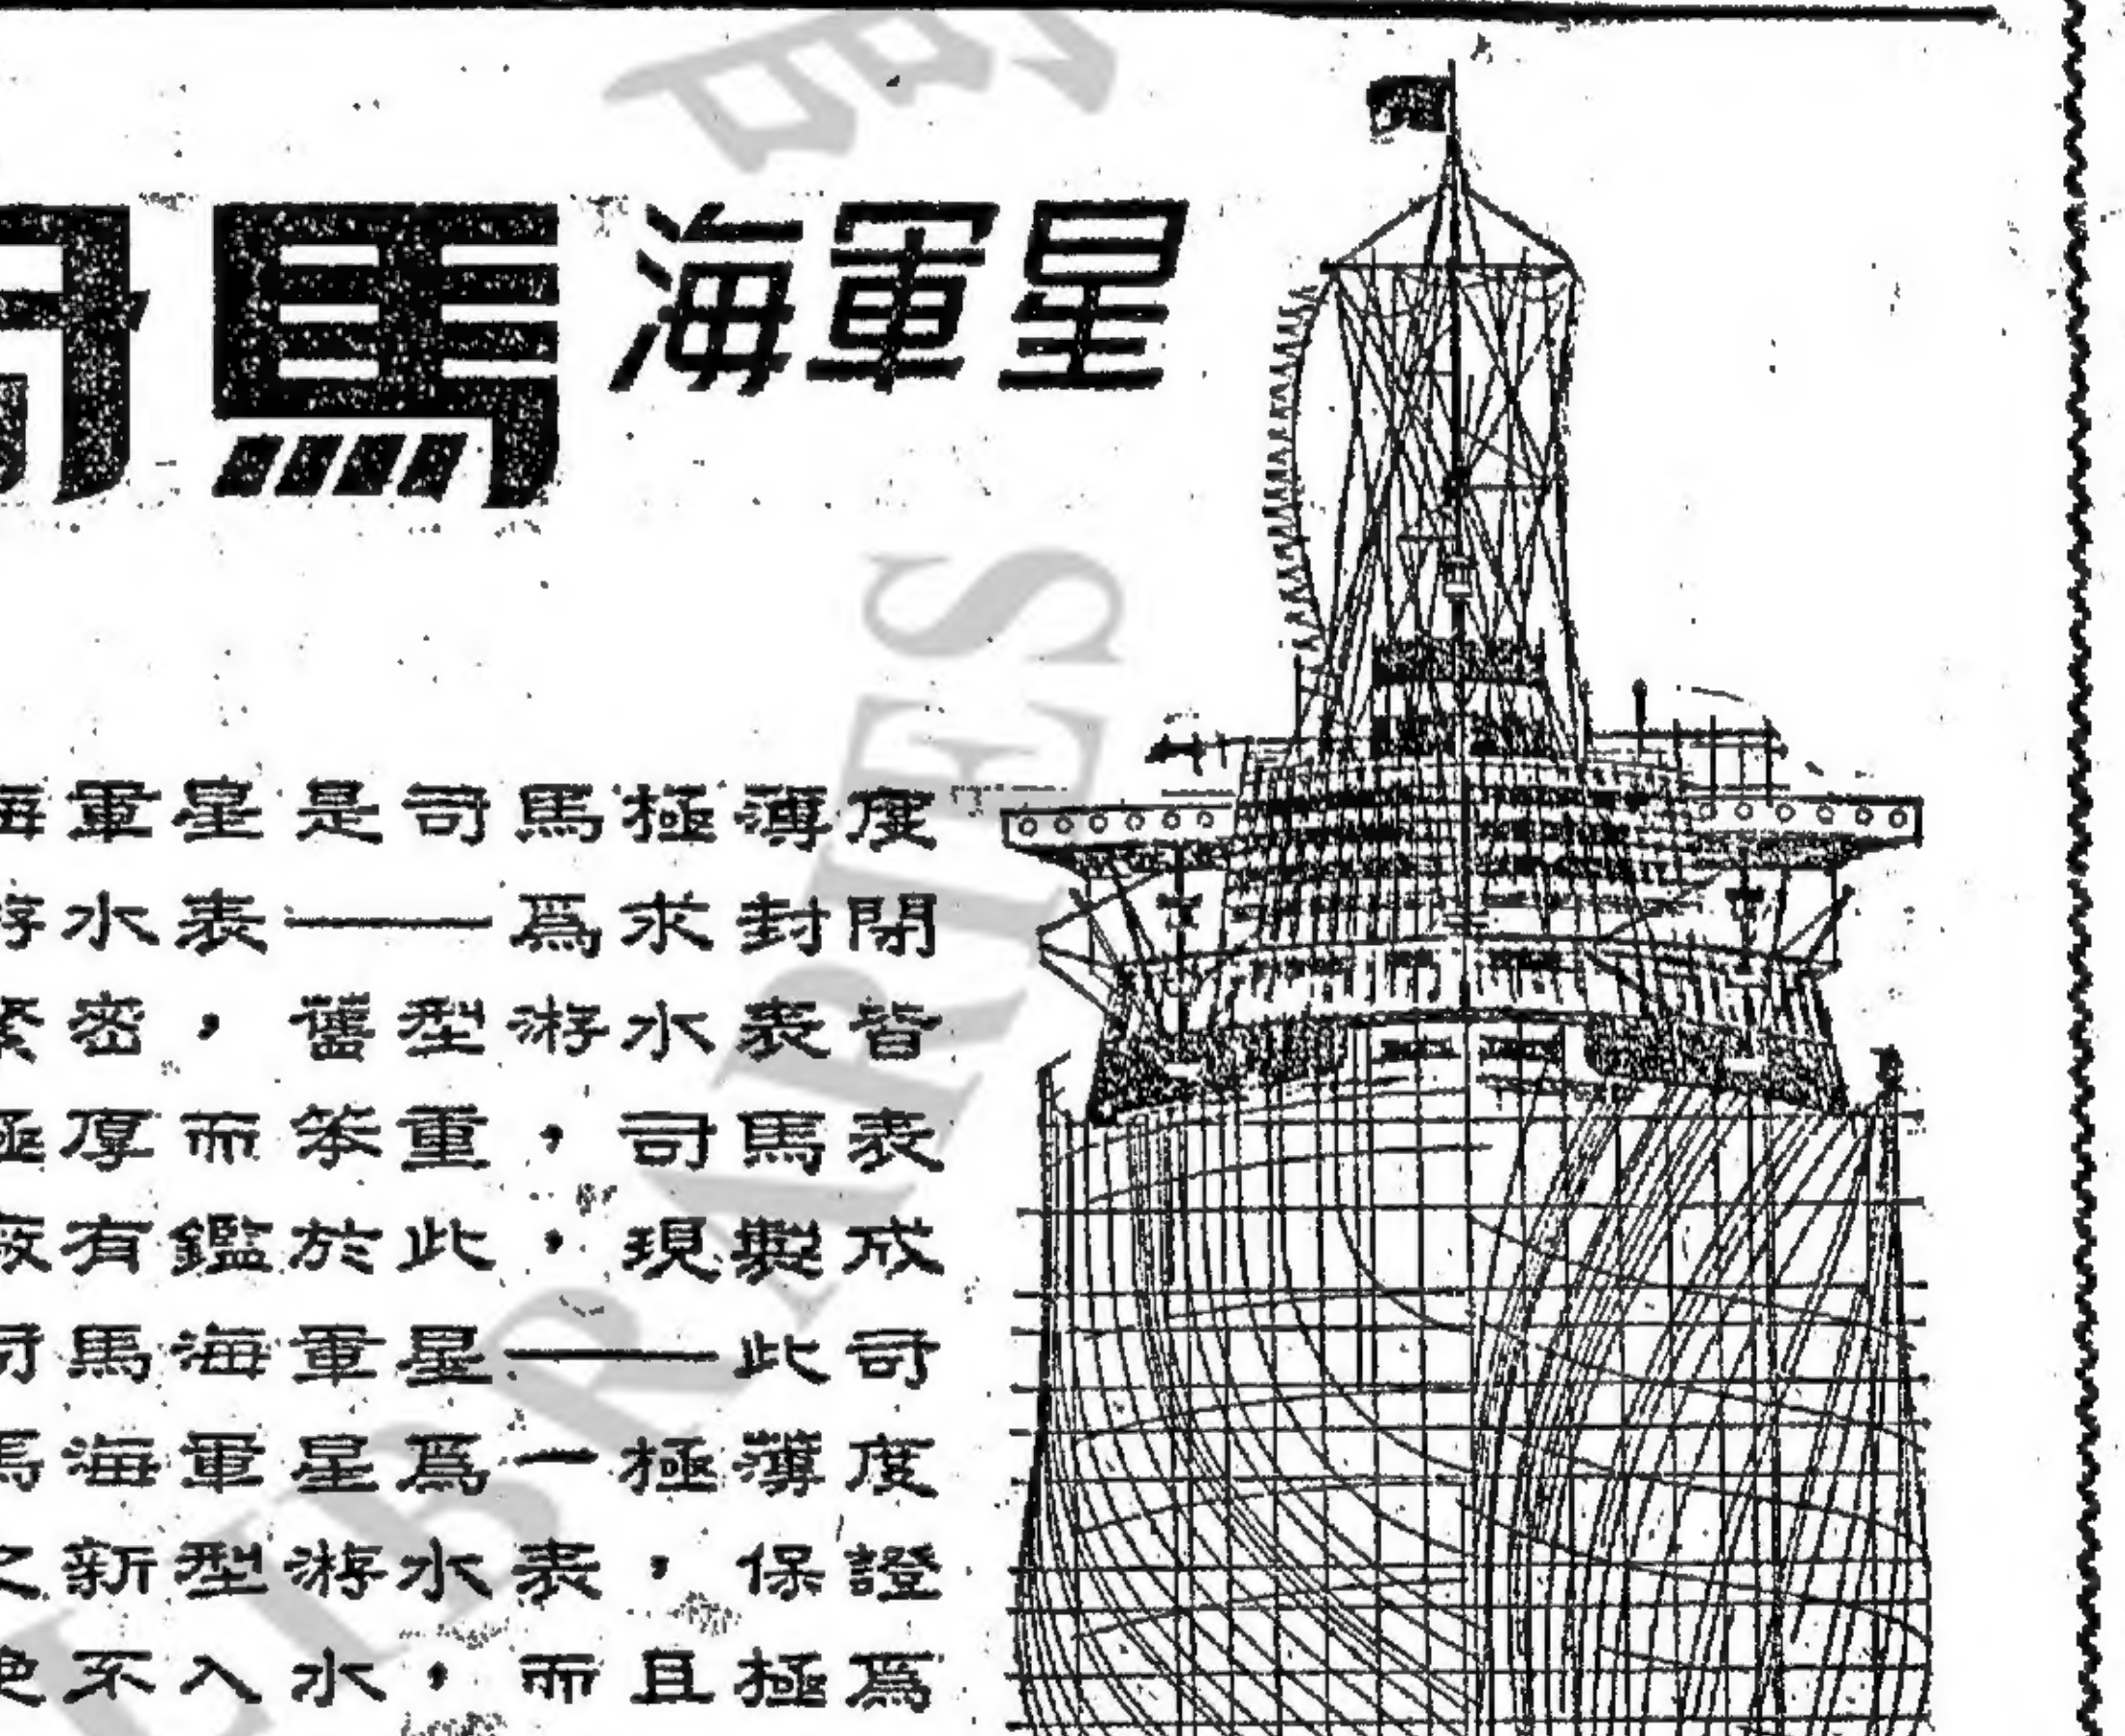 司馬海軍星
海軍星是司馬極薄度
游水表——為求封閉
緊密，舊型游水表皆
極厚而笨重，司馬表
廠有鑑於此，現製成
司馬海軍星——此司
馬海軍星為一極薄度
之新型游水表，保證
絕不入水，而且極為
LIBRARIES